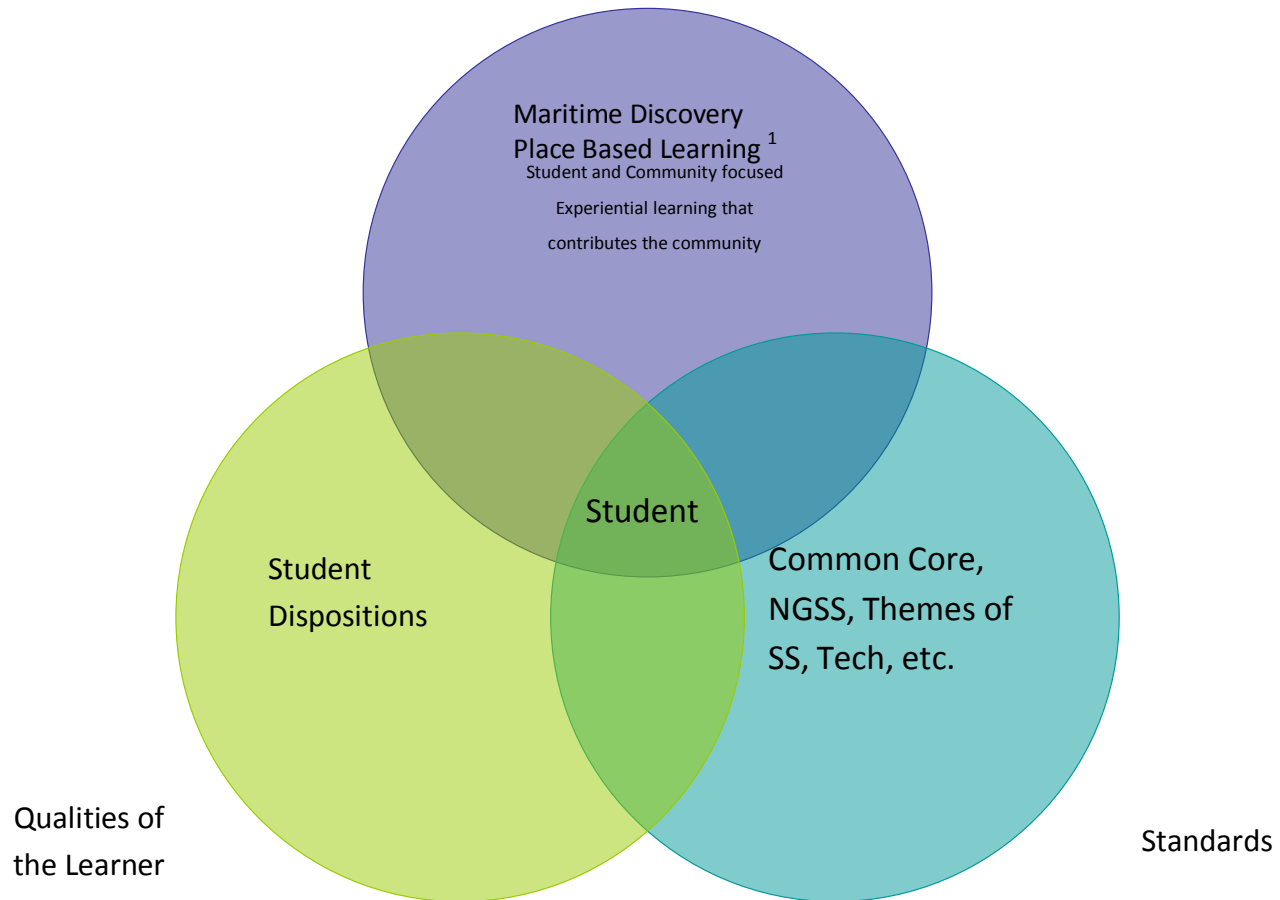 Maritime Discovery
Place Based Learning 1
Student and Community focused
Experiential learning that
contributes the community
Student
Student
Dispositions
Common Core,
NGSS, Themes of
SS, Tech, etc.
Qualities of
the Learner
Standards